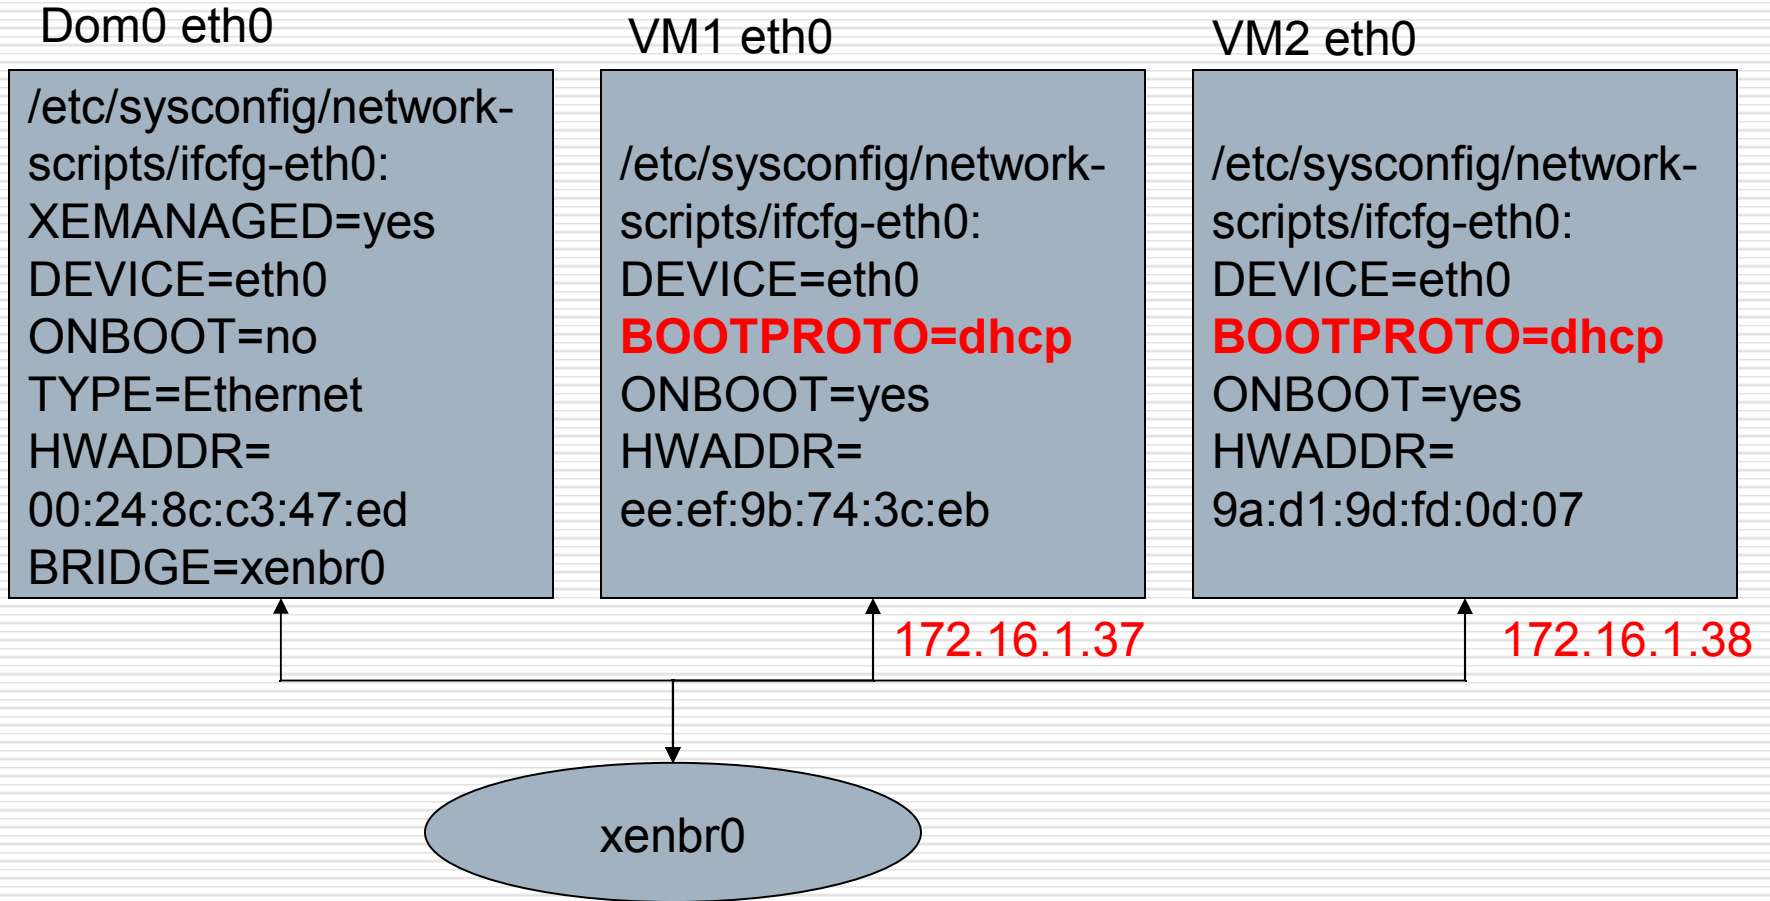 Dom0 eth0
/etc/sysconfig/network-
scripts/ifcfg-eth0:
XEMANAGED=yes
DEVICE=eth0
ONBOOT=no
TYPE=Ethernet
HWADDR=
00:24:8c:c3:47:ed
BRIDGE=xenbr0
VM1 eth0
/etc/sysconfig/network-
scripts/ifcfg-eth0:
DEVICE=eth0
BOOTPROTO=dhcp
ONBOOT=yes
HWADDR=
ee:ef:9b:74:3c:eb
172.16.1.37
VM2 eth0
/etc/sysconfig/network-
scripts/ifcfg-eth0:
DEVICE=eth0
BOOTPROTO=dhcp
ONBOOT=yes
HWADDR=
9a:d1:9d:fd:0d:07
172.16.1.38
xenbr0